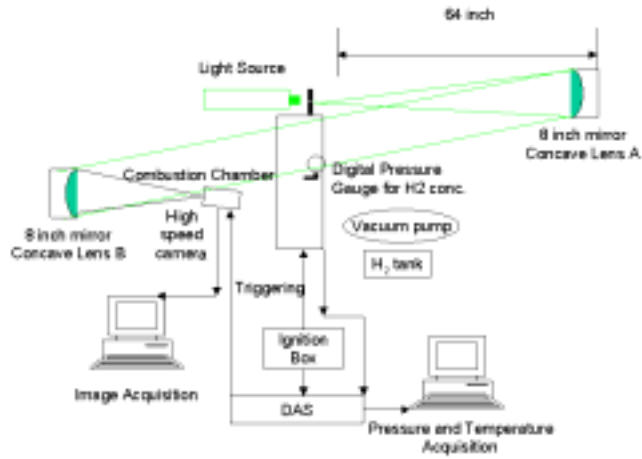 64 inch
Light Source
8 inch mirror
Concave Lens A
Combustion Chamber
Digital Pressure
Gauge for H2 conc.
High
speed
camera
8 inch mirror
Concave Lens B
Vacuum pump
H₂ tank
Triggering
Ignition
Box
Image Acquisition
DAS
Pressure and Temperature
Acquisition